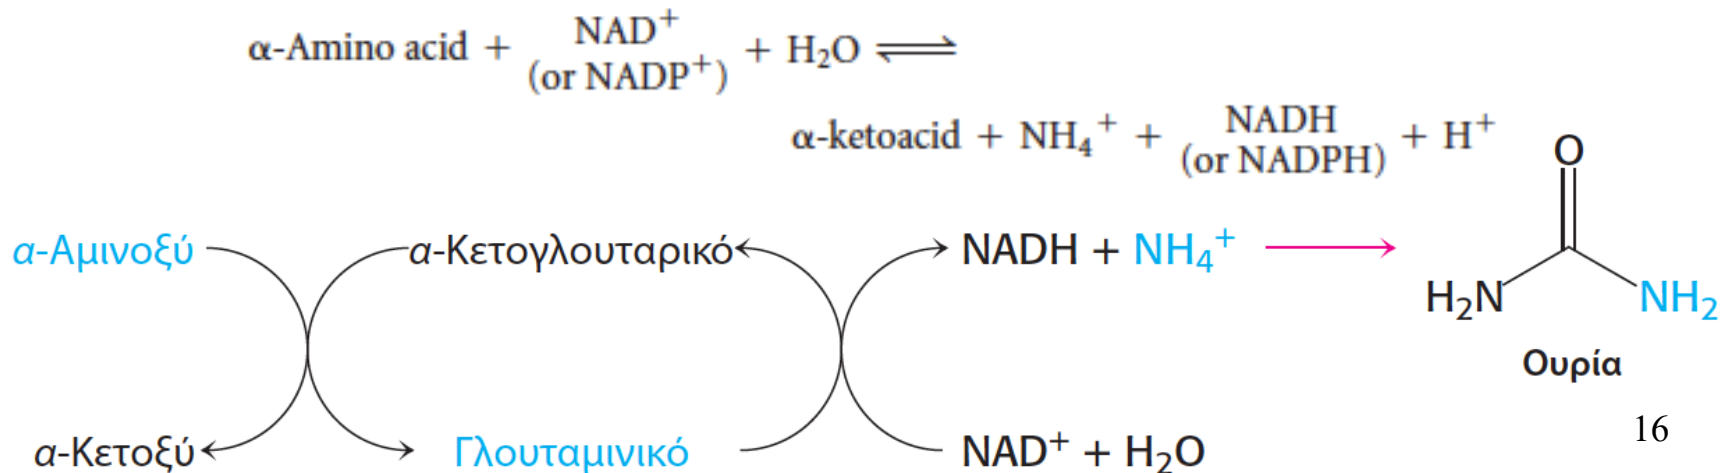 α-Amino acid + NAD⁺ (or NADP⁺) + H₂O ⇌
α-ketoacid + NH₄⁺ + NADH (or NADPH) + H⁺
O
α-Αμινοξύ α-Κετογλουταρικό NADH + NH₄⁺
H₂N NH₂
Ουρία
α-Κετοξύ Γλουταμινικό NAD⁺ + H₂O
16